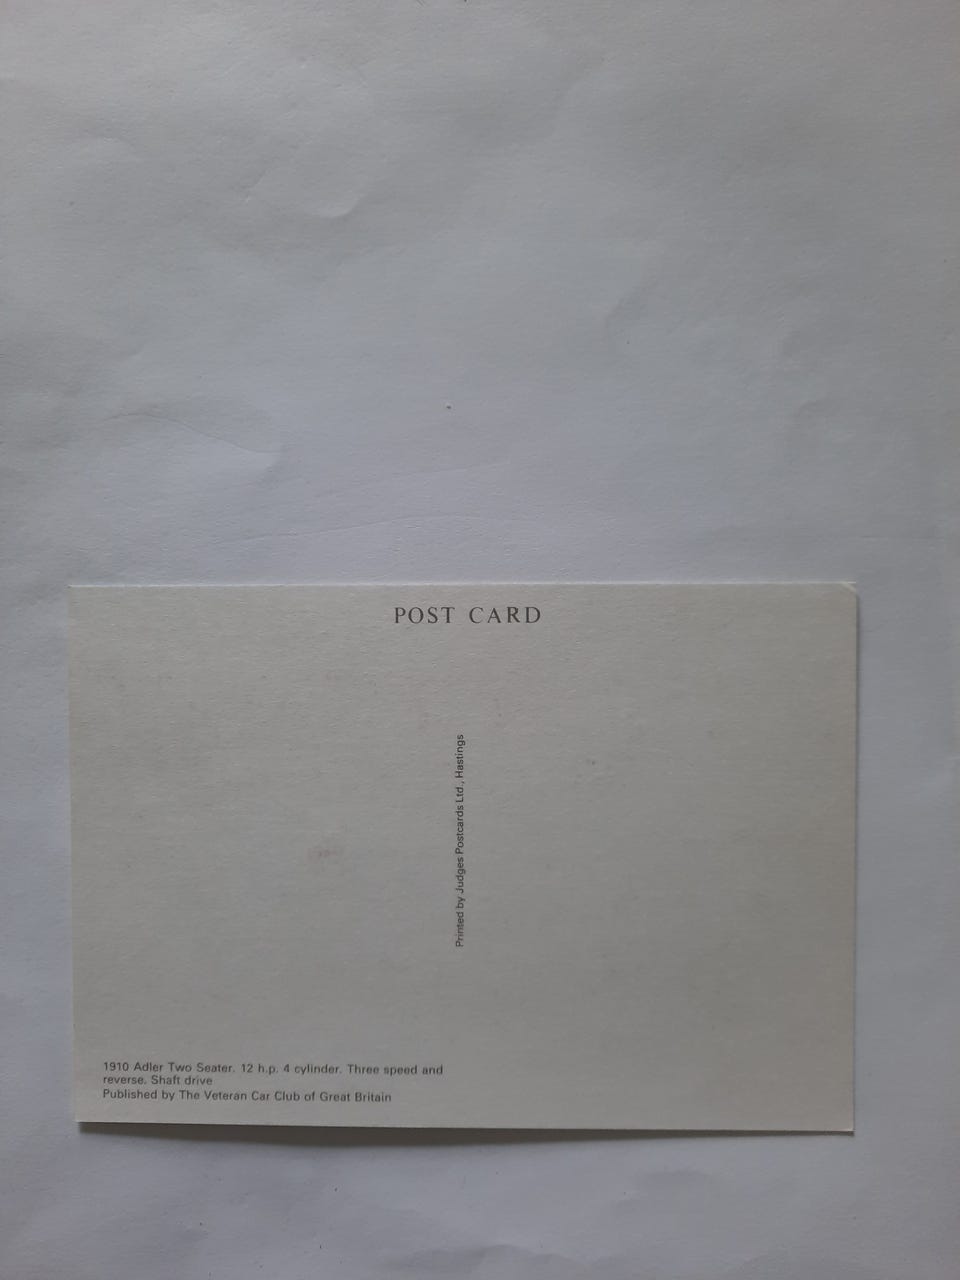 POST CARD
Printed by Judges Postcards Ltd., Hastings
1910 Adler Two Seater. 12 h.p. 4 cylinder. Three speed and
reverse. Shaft drive
Published by The Veteran Car Club of Great Britain